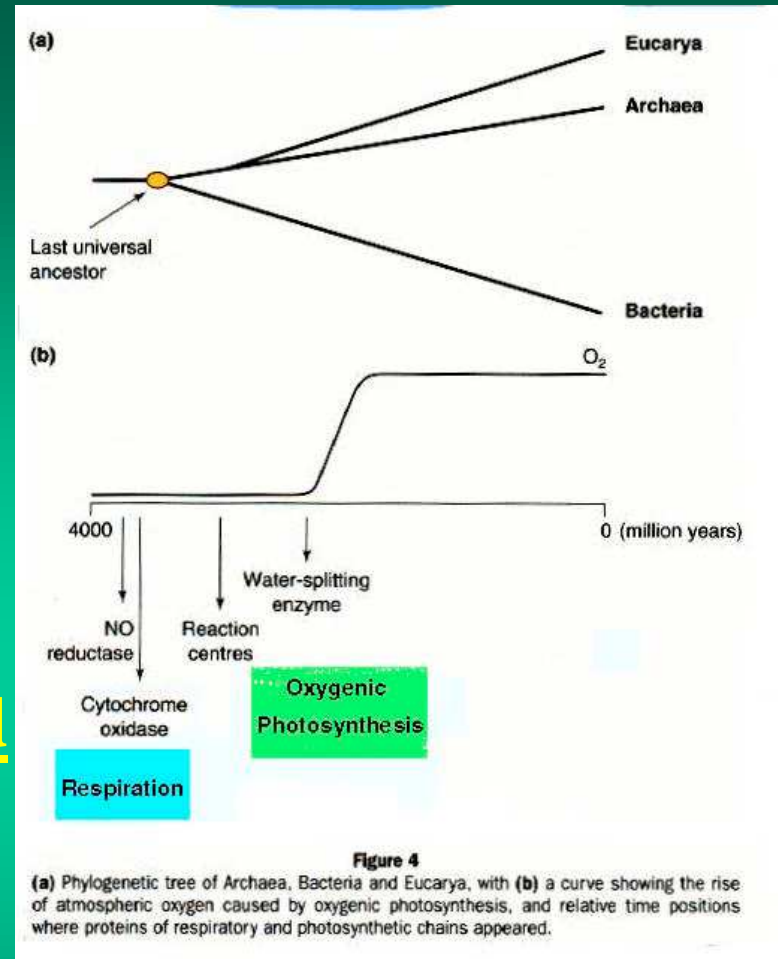 (a)
Eucarya
Archaea
Last universal
ancestor
Bacteria
(b)
O₂
4000
0 (million years)
Water-splitting
enzyme
NO
reductase
Reaction
centres
Cytochrome
oxidase
Oxygenic
Photosynthesis
Respiration
Figure 4
(a) Phylogenetic tree of Archaea, Bacteria and Eucarya, with (b) a curve showing the rise
of atmospheric oxygen caused by oxygenic photosynthesis, and relative time positions
where proteins of respiratory and photosynthetic chains appeared.